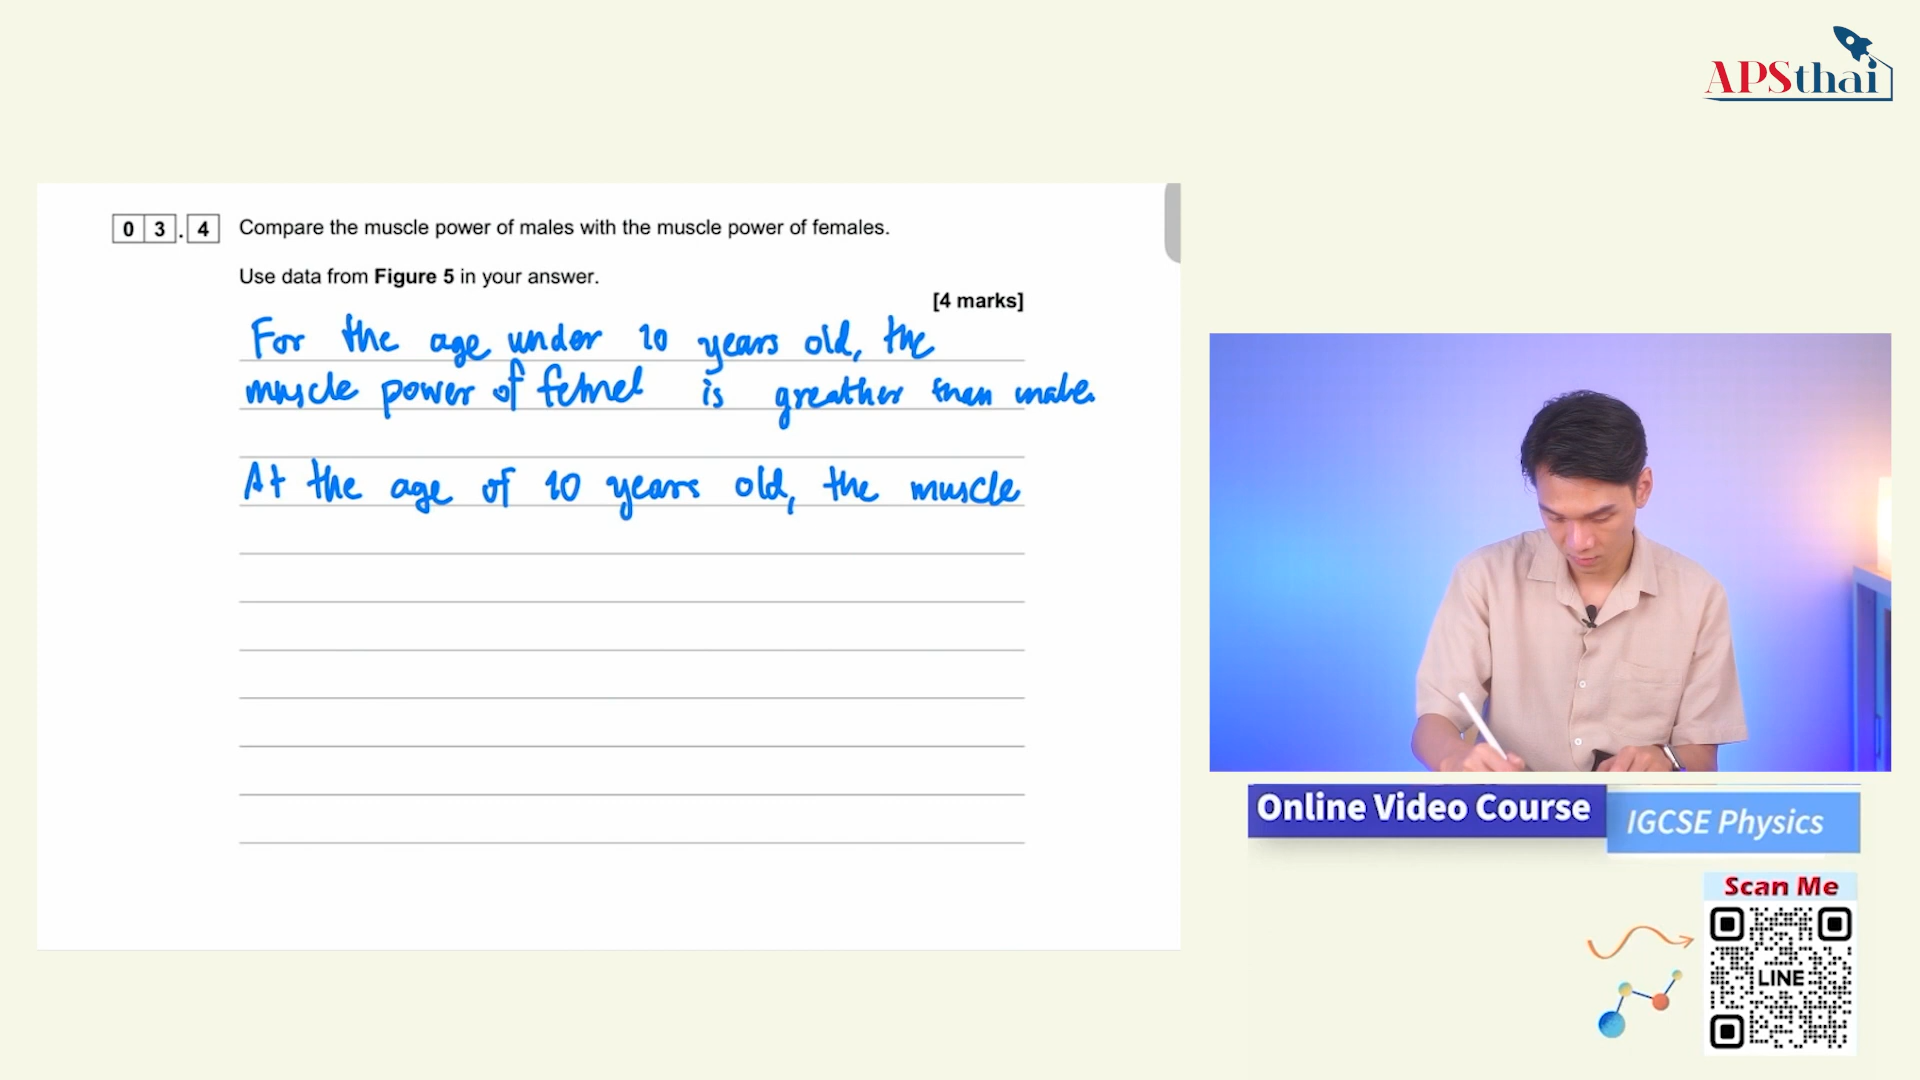 APSthai
03.4 Compare the muscle power of males with the muscle power of females.
Use data from Figure 5 in your answer.
[4 marks]
For the age under 10 years old, the
muscle power of femel is greather than male.
At the age of 10 years old, the muscle
Online Video Course
IGCSE Physics
Scan Me
LINE